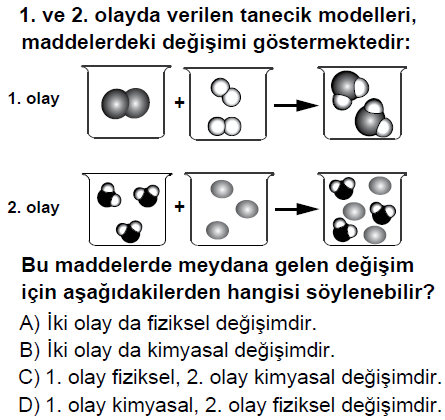 1. ve 2. olayda verilen tanecik modelleri,
maddelerdeki değişimi göstermektedir:
1. olay
+
2. olay
+
Bu maddelerde meydana gelen değişim
için aşağıdakilerden hangisi söylenebilir?
A) İki olay da fiziksel değişimdir.
B) İki olay da kimyasal değişimdir.
C) 1. olay fiziksel, 2. olay kimyasal değişimdir.
D) 1. olay kimyasal, 2. olay fiziksel değişimdir.